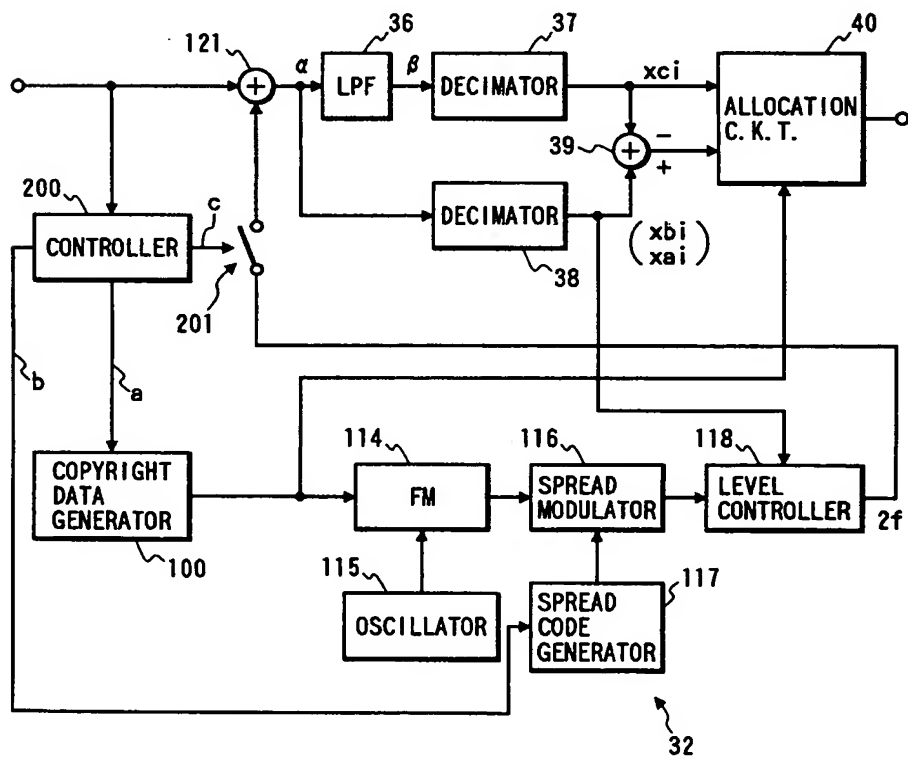 36
37
40
121
α
LPF
β
DECIMATOR
xci
ALLOCATION
C. K. T.
39
−
+
200
c
CONTROLLER
DECIMATOR
(xbi
xai)
38
201
b
a
114
116
118
COPYRIGHT
DATA
GENERATOR
FM
SPREAD
MODULATOR
LEVEL
CONTROLLER
2f
100
115
117
OSCILLATOR
SPREAD
CODE
GENERATOR
32